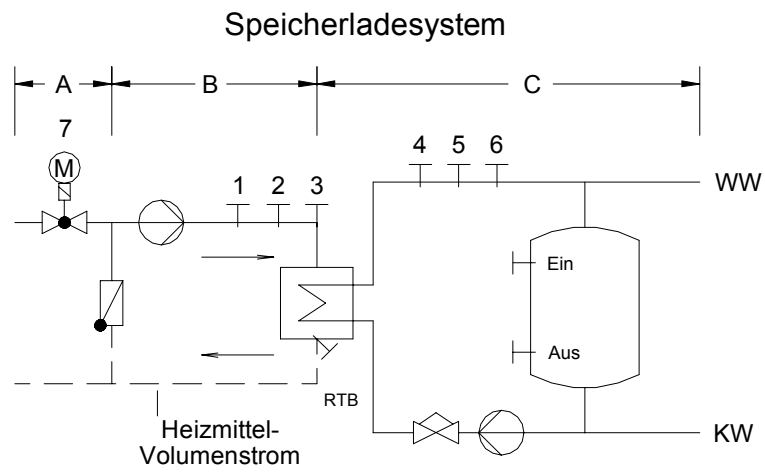 Speicherladesystem
A B C
7
M
1 2 3
4 5 6
WW
Ein
Aus
RTB
KW
Heizmittel-
Volumenstrom